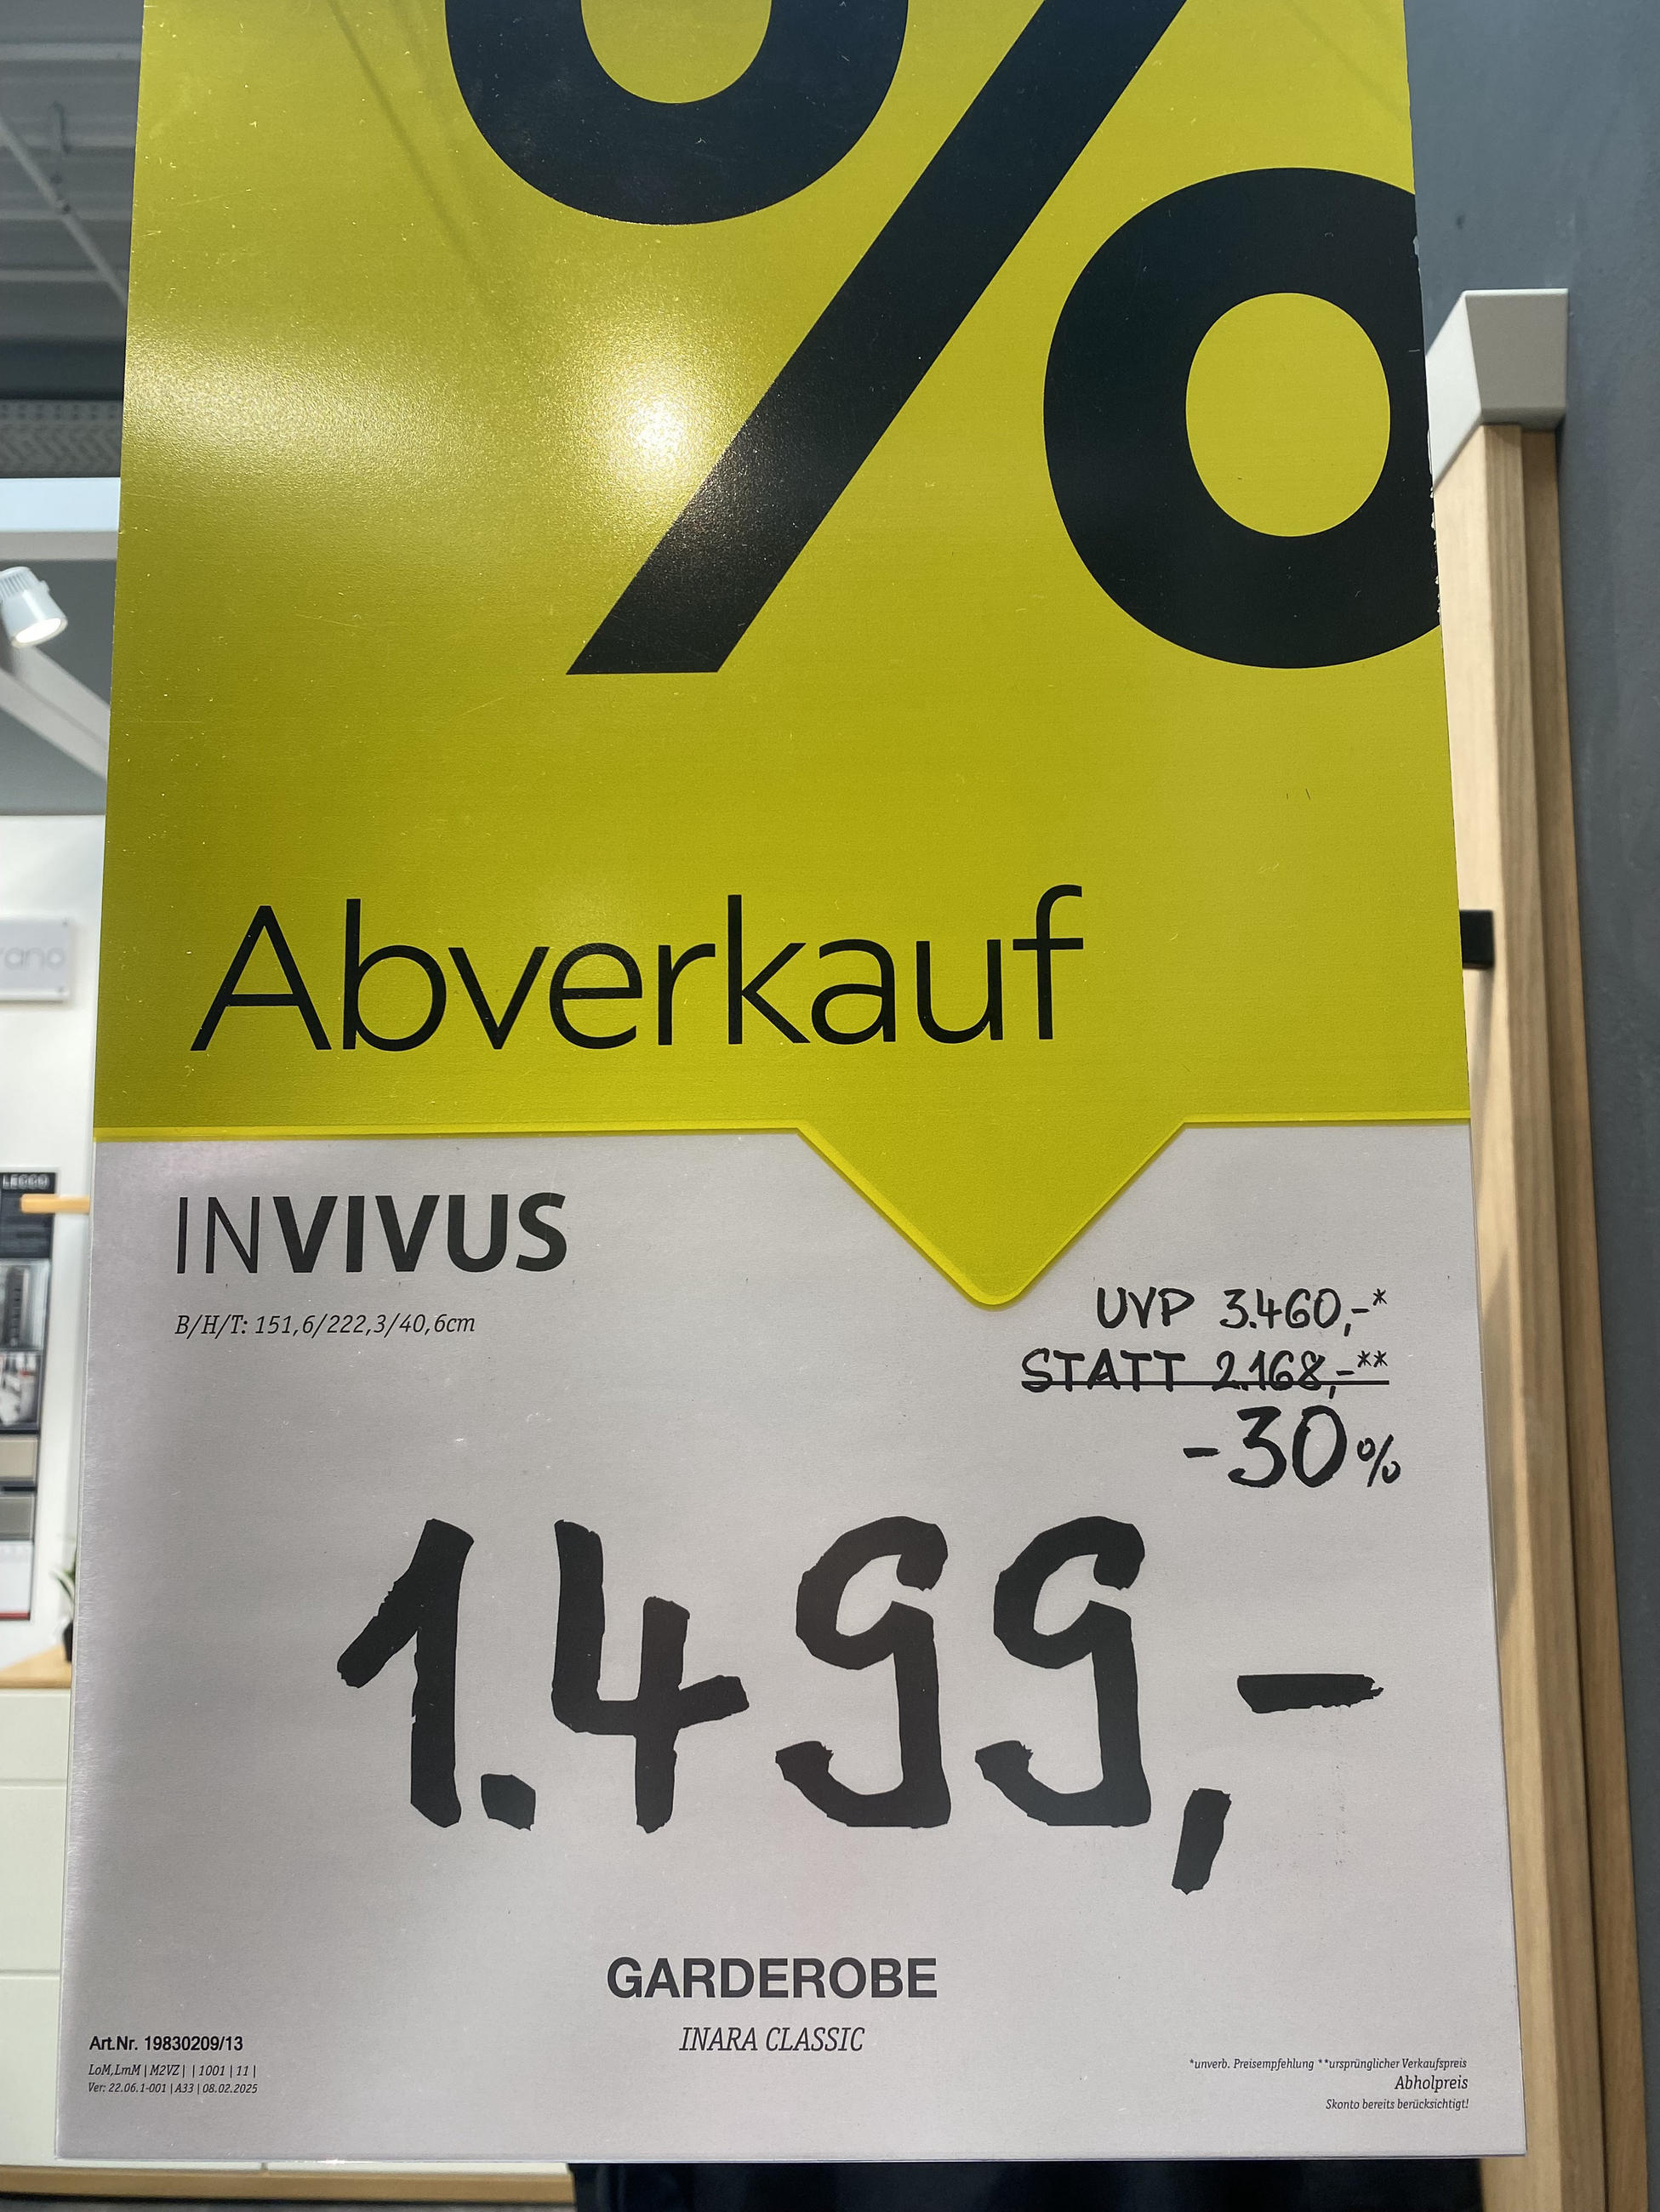 %
Abverkauf
INVIVUS
B/H/T: 151,6/222,3/40,6cm
UVP 3.460,-*
STATT 2.168,-**
-30%
1.499,-
GARDEROBE
INARA CLASSIC
Art.Nr. 19830209/13
LoM,LmM | M2VZ | | 1001 | 11 |
Ver: 22.06.1-001 | A33 | 08.02.2025
*unverb. Preisempfehlung **ursprünglicher Verkaufspreis
Abholpreis
Skonto bereits berücksichtigt!
rano
LECCO